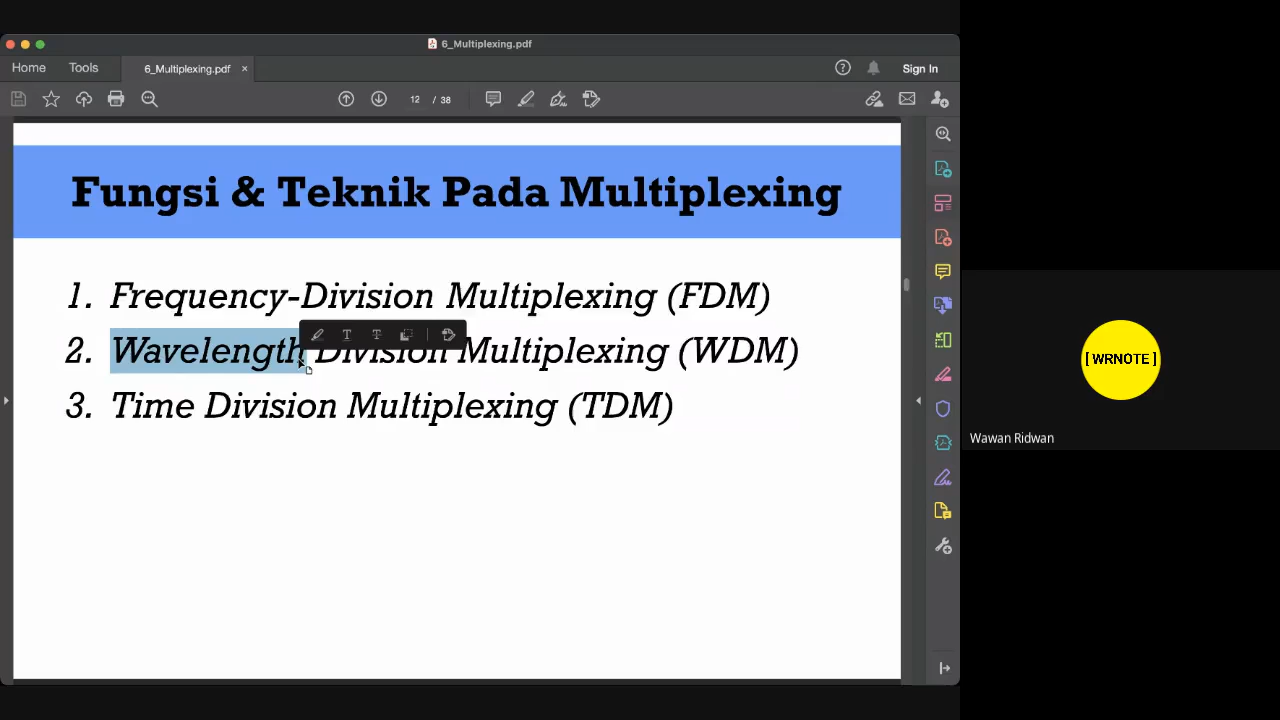 6_Multiplexing.pdf
Home Tools 6_Multiplexing.pdf × Sign In
12 / 38
Fungsi & Teknik Pada Multiplexing
1. Frequency-Division Multiplexing (FDM)
2. Wavelength Division Multiplexing (WDM)
3. Time Division Multiplexing (TDM)
[ WRNOTE ]
Wawan Ridwan